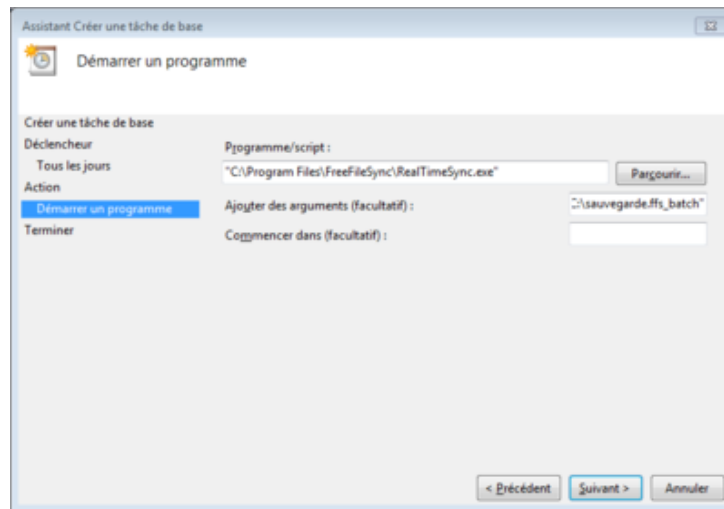 Assistant Créer une tâche de base
Démarrer un programme
Créer une tâche de base
Déclencheur
Tous les jours
Action
Démarrer un programme
Terminer
Programme/script :
"C:\Program Files\FreeFileSync\RealTimeSync.exe"
Parcourir...
Ajouter des arguments (facultatif) :
:\sauvegarde.ffs_batch"
Commencer dans (facultatif) :
< Précédent
Suivant >
Annuler